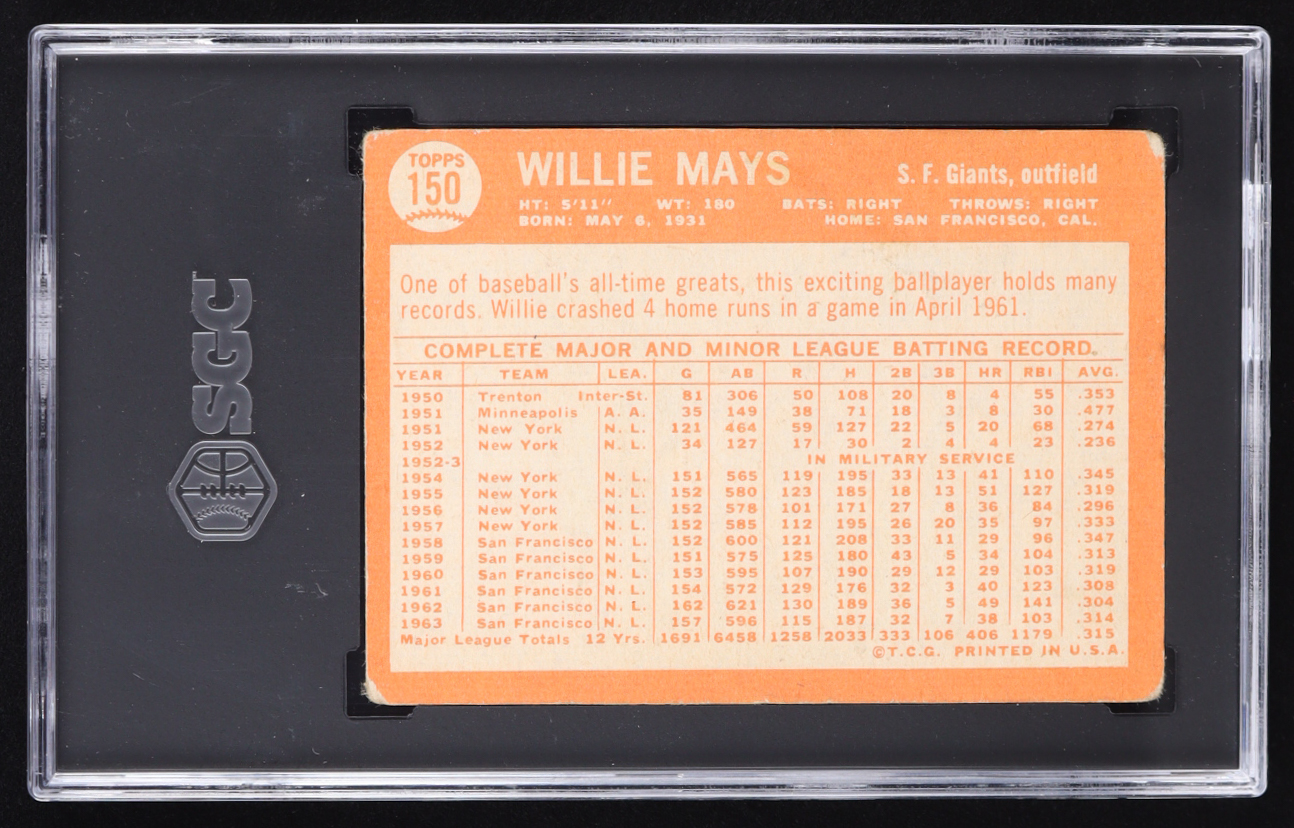 SGC
TOPPS
150
WILLIE MAYS
S. F. Giants, outfield
HT: 5'11" WT: 180 BATS: RIGHT THROWS: RIGHT
BORN: MAY 6, 1931 HOME: SAN FRANCISCO, CAL.
One of baseball's all-time greats, this exciting ballplayer holds many
records. Willie crashed 4 home runs in a game in April 1961.
COMPLETE MAJOR AND MINOR LEAGUE BATTING RECORD.
YEAR TEAM LEA. G AB R H 2B 3B HR RBI AVG.
1950 Trenton Inter-St. 81 306 50 108 20 8 4 55 .353
1951 Minneapolis A. A. 35 149 38 71 18 3 8 30 .477
1951 New York N. L. 121 464 59 127 22 5 20 68 .274
1952 New York N. L. 34 127 17 30 2 4 4 23 .236
1952-3 IN MILITARY SERVICE
1954 New York N. L. 151 565 119 195 33 13 41 110 .345
1955 New York N. L. 152 580 123 185 18 13 51 127 .319
1956 New York N. L. 152 578 101 171 27 8 36 84 .296
1957 New York N. L. 152 585 112 195 26 20 35 97 .333
1958 San Francisco N. L. 152 600 121 208 33 11 29 96 .347
1959 San Francisco N. L. 151 575 125 180 43 5 34 104 .313
1960 San Francisco N. L. 153 595 107 190 29 12 29 103 .319
1961 San Francisco N. L. 154 572 129 176 32 3 40 123 .308
1962 San Francisco N. L. 162 621 130 189 36 5 49 141 .304
1963 San Francisco N. L. 157 596 115 187 32 7 38 103 .314
Major League Totals 12 Yrs. 1691 6458 1258 2033 333 106 406 1179 .315
©T.C.G. PRINTED IN U.S.A.